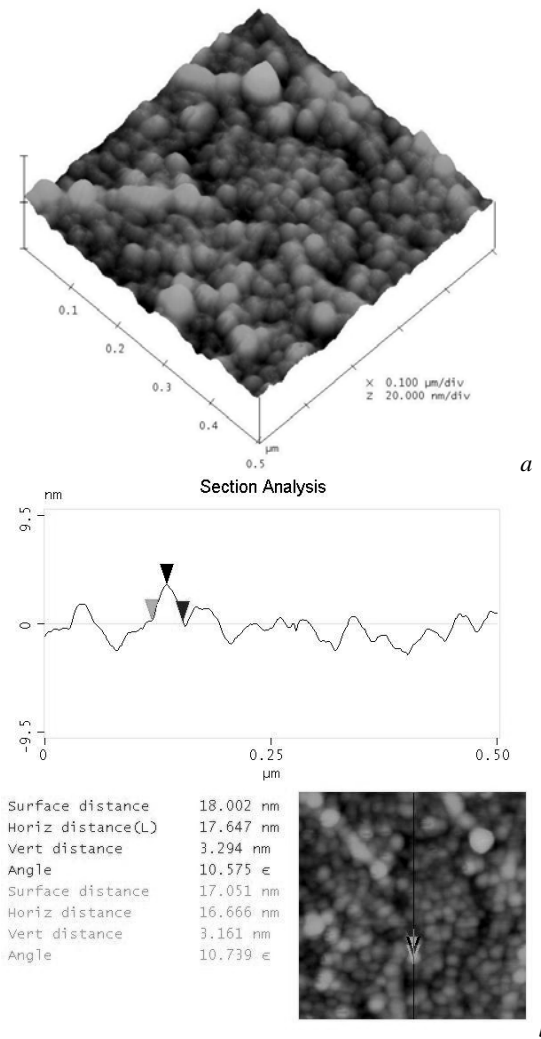 0.1
0.2
0.3
0.4
0.5
µm
X 0.100 µm/div
Z 20.000 nm/div
a
Section Analysis
nm
9.5
0
-9.5
0 0.25 0.50
µm
Surface distance 18.002 nm
Horiz distance(L) 17.647 nm
Vert distance 3.294 nm
Angle 10.575 є
Surface distance 17.051 nm
Horiz distance 16.666 nm
Vert distance 3.161 nm
Angle 10.739 є